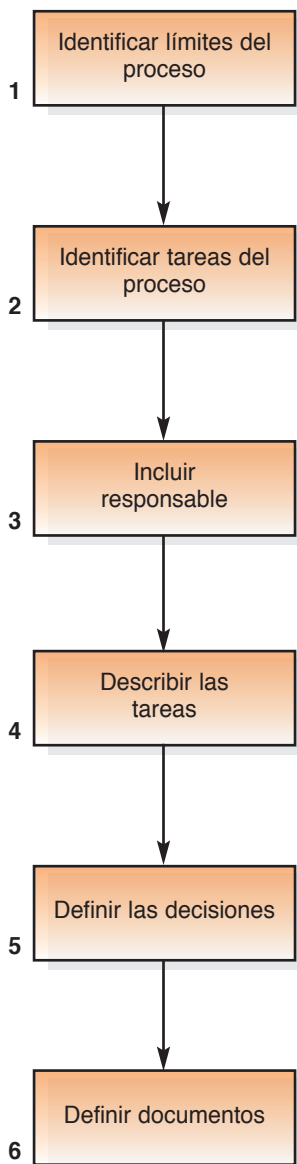 Identificar límites del
proceso
1
Identificar tareas del
proceso
2
Incluir
responsable
3
Describir las
tareas
4
Definir las decisiones
5
Definir documentos
6